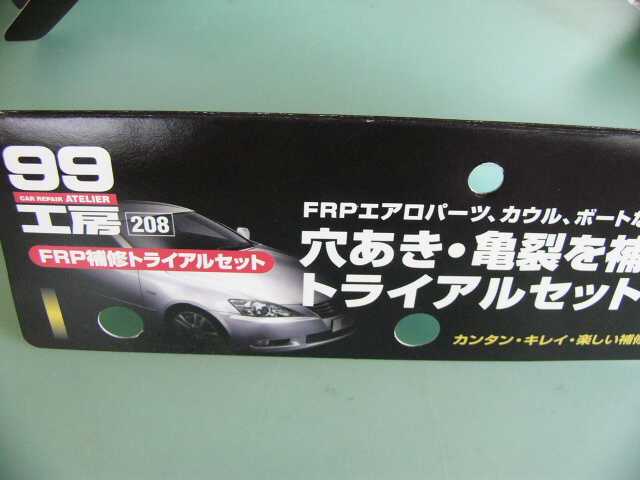 99
CAR REPAIR ATELIER
工房 208
FRP補修トライアルセット
FRPエアロパーツ、カウル、ボート
穴あき・亀裂を補
トライアルセット
カンタン・キレイ・楽しい補修